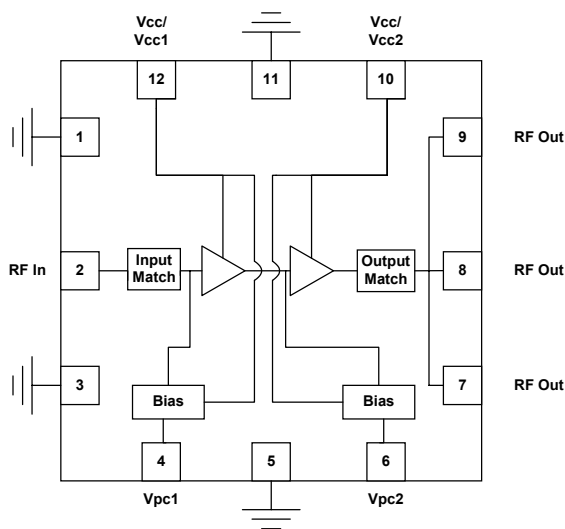 Vcc/
Vcc1
Vcc/
Vcc2
12
11
10
1
9
RF Out
RF In
2
Input
Match
Output
Match
8
RF Out
3
Bias
Bias
7
RF Out
4
5
6
Vpc1
Vpc2